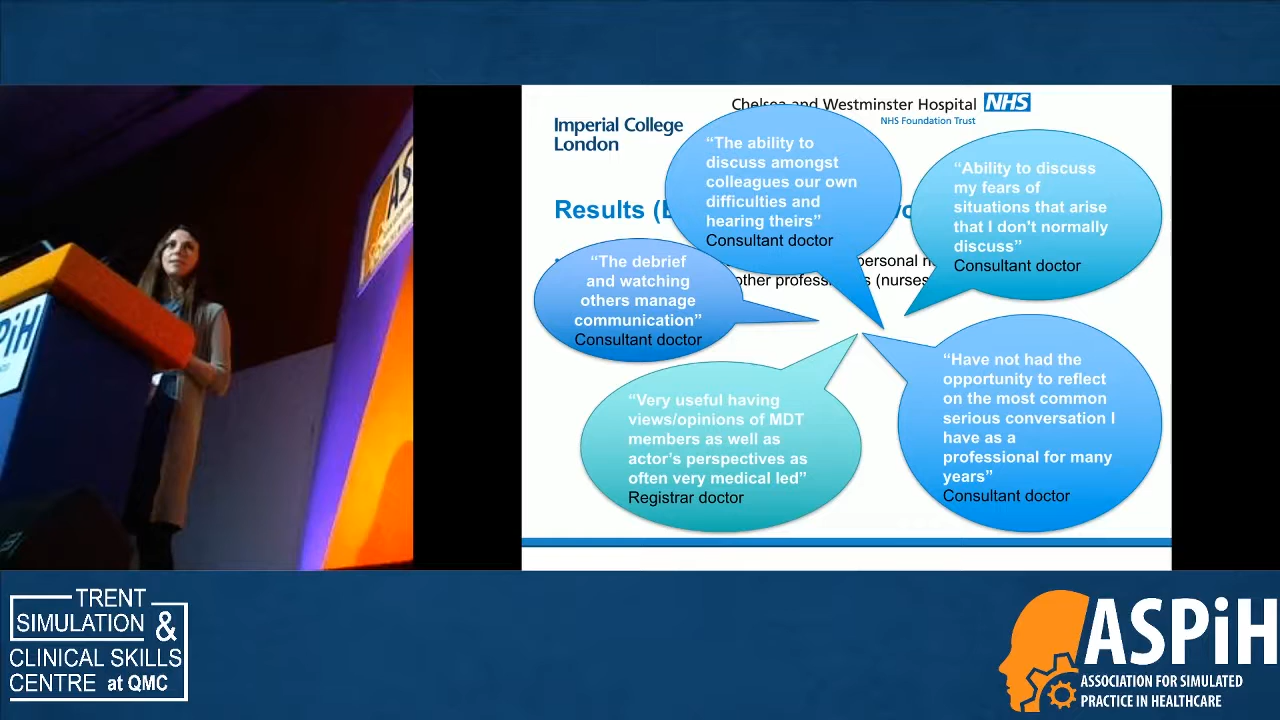 Chelsea and Westminster Hospital NHS
NHS Foundation Trust
Imperial College
London
Results
“The ability to
discuss amongst
colleagues our own
difficulties and
hearing theirs”
Consultant doctor
“Ability to discuss
my fears of
situations that arise
that I don't normally
discuss”
Consultant doctor
personal
other
(nurses
“The debrief
and watching
others manage
communication”
Consultant doctor
“Very useful having
views/opinions of MDT
members as well as
actor’s perspectives as
often very medical led”
Registrar doctor
“Have not had the
opportunity to reflect
on the most common
serious conversation I
have as a
professional for many
years”
Consultant doctor
TRENT
SIMULATION &
CLINICAL SKILLS
CENTRE at QMC
ASPiH
ASSOCIATION FOR SIMULATED
PRACTICE IN HEALTHCARE